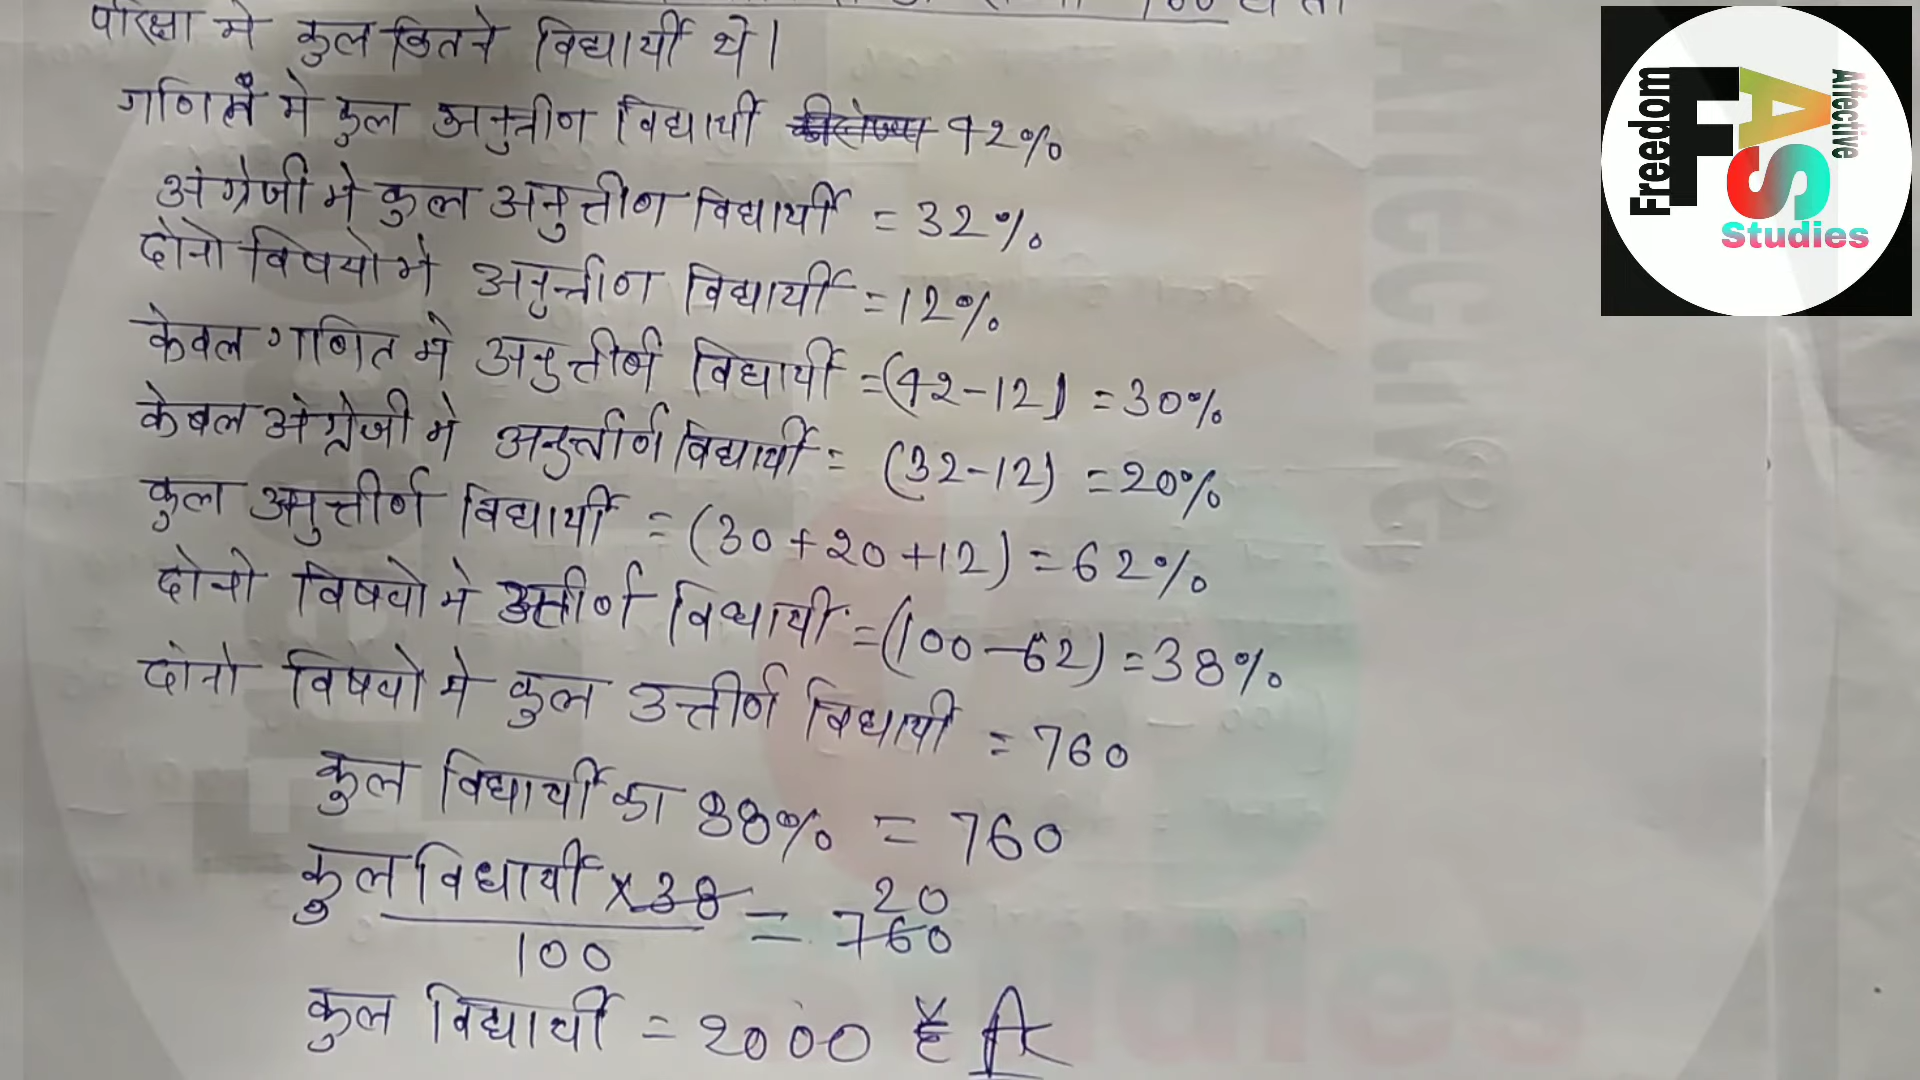 परिक्षा मे कुल कितने विद्यार्थी थे।
गणित मे कुल अनुत्तीण विद्यार्थी 42%
अंग्रेजी मे कुल अनुत्तीण विद्यार्थी = 32%
दोनो विषयो मे अनुत्तीण विद्यार्थी = 12%
केवल गणित मे अनुत्तीर्ण विद्यार्थी = (42-12) = 30%
केबल अंग्रेजी मे अनुत्तीर्ण विद्यार्थी = (32-12) = 20%
कुल अनुत्तीर्ण विद्यार्थी = (30+20+12) = 62%
दोनो विषयो मे उत्तीर्ण विधार्थी = (100-62) = 38%
दोनो विषयो मे कुल उत्तीर्ण विधार्थी = 760
कुल विधार्थी का 38% = 760
कुल विधार्थी × 38 / 100 = 760 20
कुल विद्यार्थी = 2000 है
Freedom
FAS
Affective
Studies